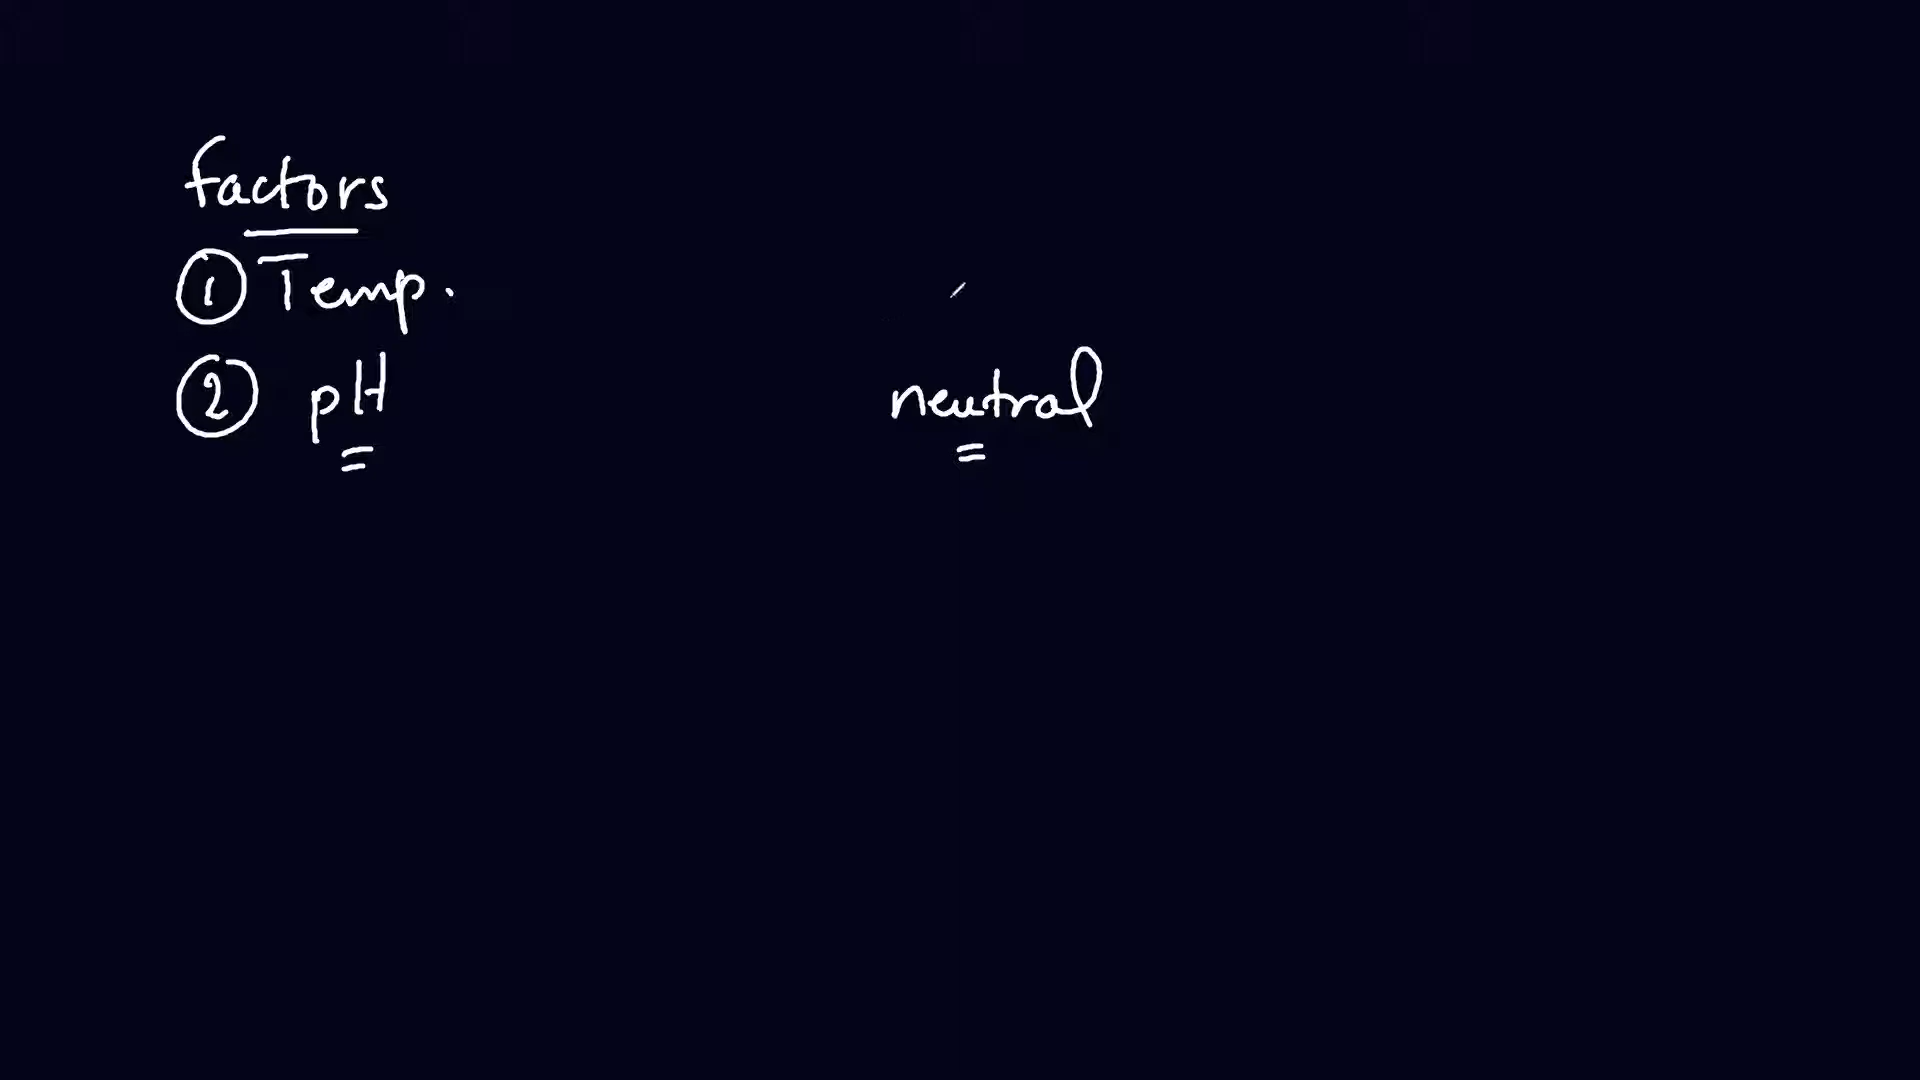 factors
① Temp.
② pH
neutral